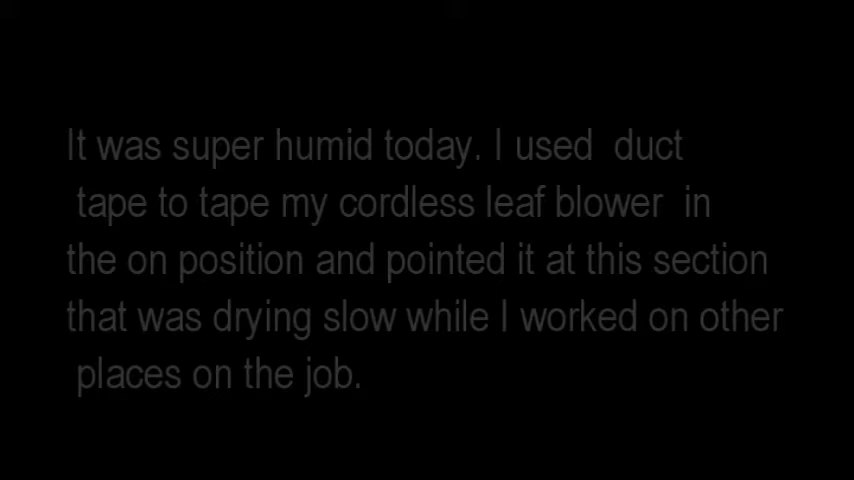 It was super humid today. I used duct
tape to tape my cordless leaf blower in
the on position and pointed it at this section
that was drying slow while I worked on other
places on the job.